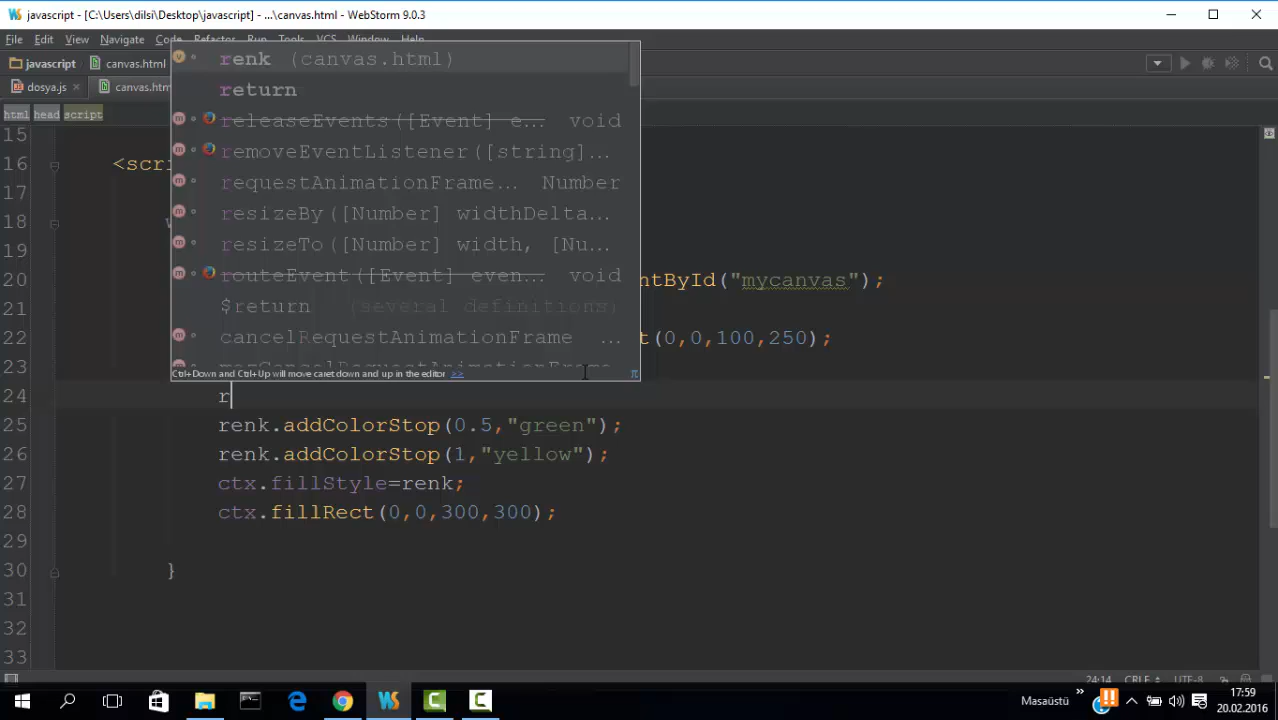 javascript - [C:\Users\dilsi\Desktop\javascript] - ...\canvas.html - WebStorm 9.0.3
File Edit View Navigate Code Refactor Run Tools VCS Window Help
javascript canvas.html
dosya.js canvas.htm
html head script
renk (canvas.html)
return
releaseEvents([Event] e... void
removeEventListener([string]...
requestAnimationFrame... Number
resizeBy([Number] widthDelta...
resizeTo([Number] width, [Nu...
routeEvent([Event] even... void
$return (several definitions)
cancelRequestAnimationFrame ...
Ctrl+Down and Ctrl+Up will move caret down and up in the editor >>
π
15
16 <scri
17
18
19
20 ntById("mycanvas");
21
22 t(0,0,100,250);
23
24 r
25 renk.addColorStop(0.5,"green");
26 renk.addColorStop(1,"yellow");
27 ctx.fillStyle=renk;
28 ctx.fillRect(0,0,300,300);
29
30 }
31
32
33
24:14 CRLF UTF-8
Masaüstü » 17:59
20.02.2016